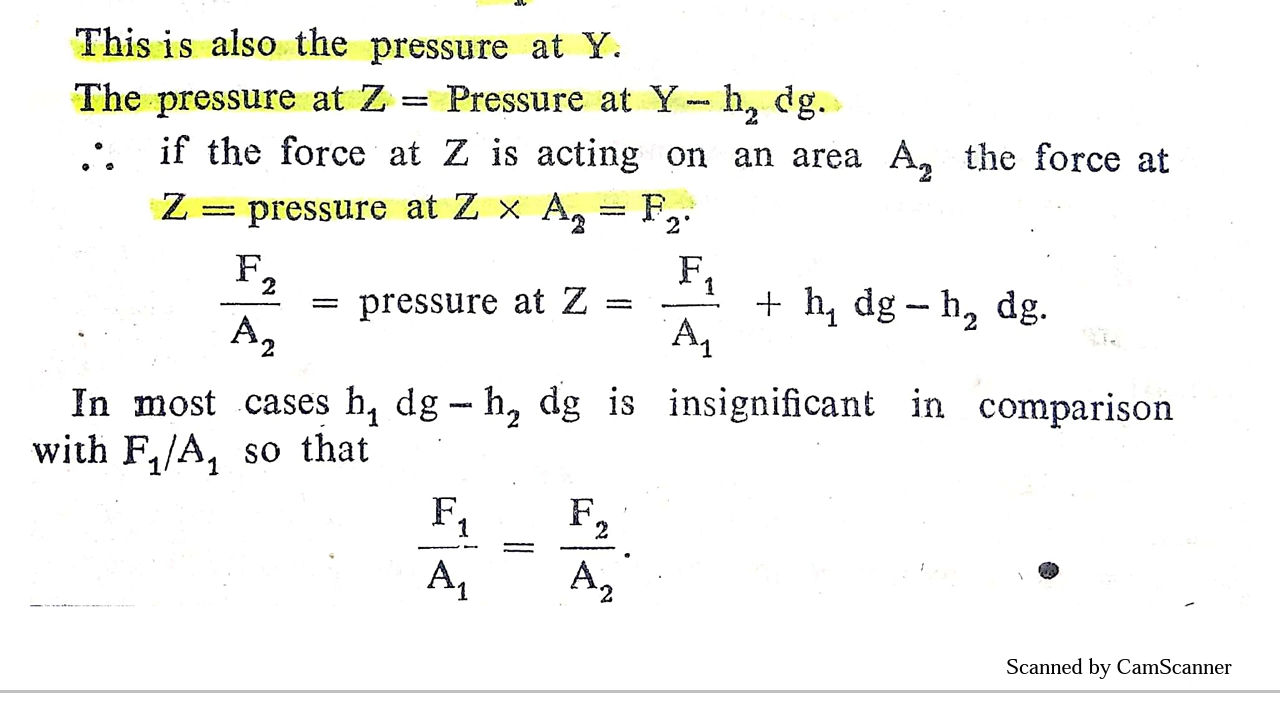 This is also the pressure at Y.
The pressure at Z = Pressure at Y – h₂ dg.
∴ if the force at Z is acting on an area A₂ the force at
Z = pressure at Z × A₂ = F₂.
F₂/A₂ = pressure at Z = F₁/A₁ + h₁ dg – h₂ dg.
In most cases h₁ dg – h₂ dg is insignificant in comparison
with F₁/A₁ so that
F₁/A₁ = F₂/A₂.
Scanned by CamScanner